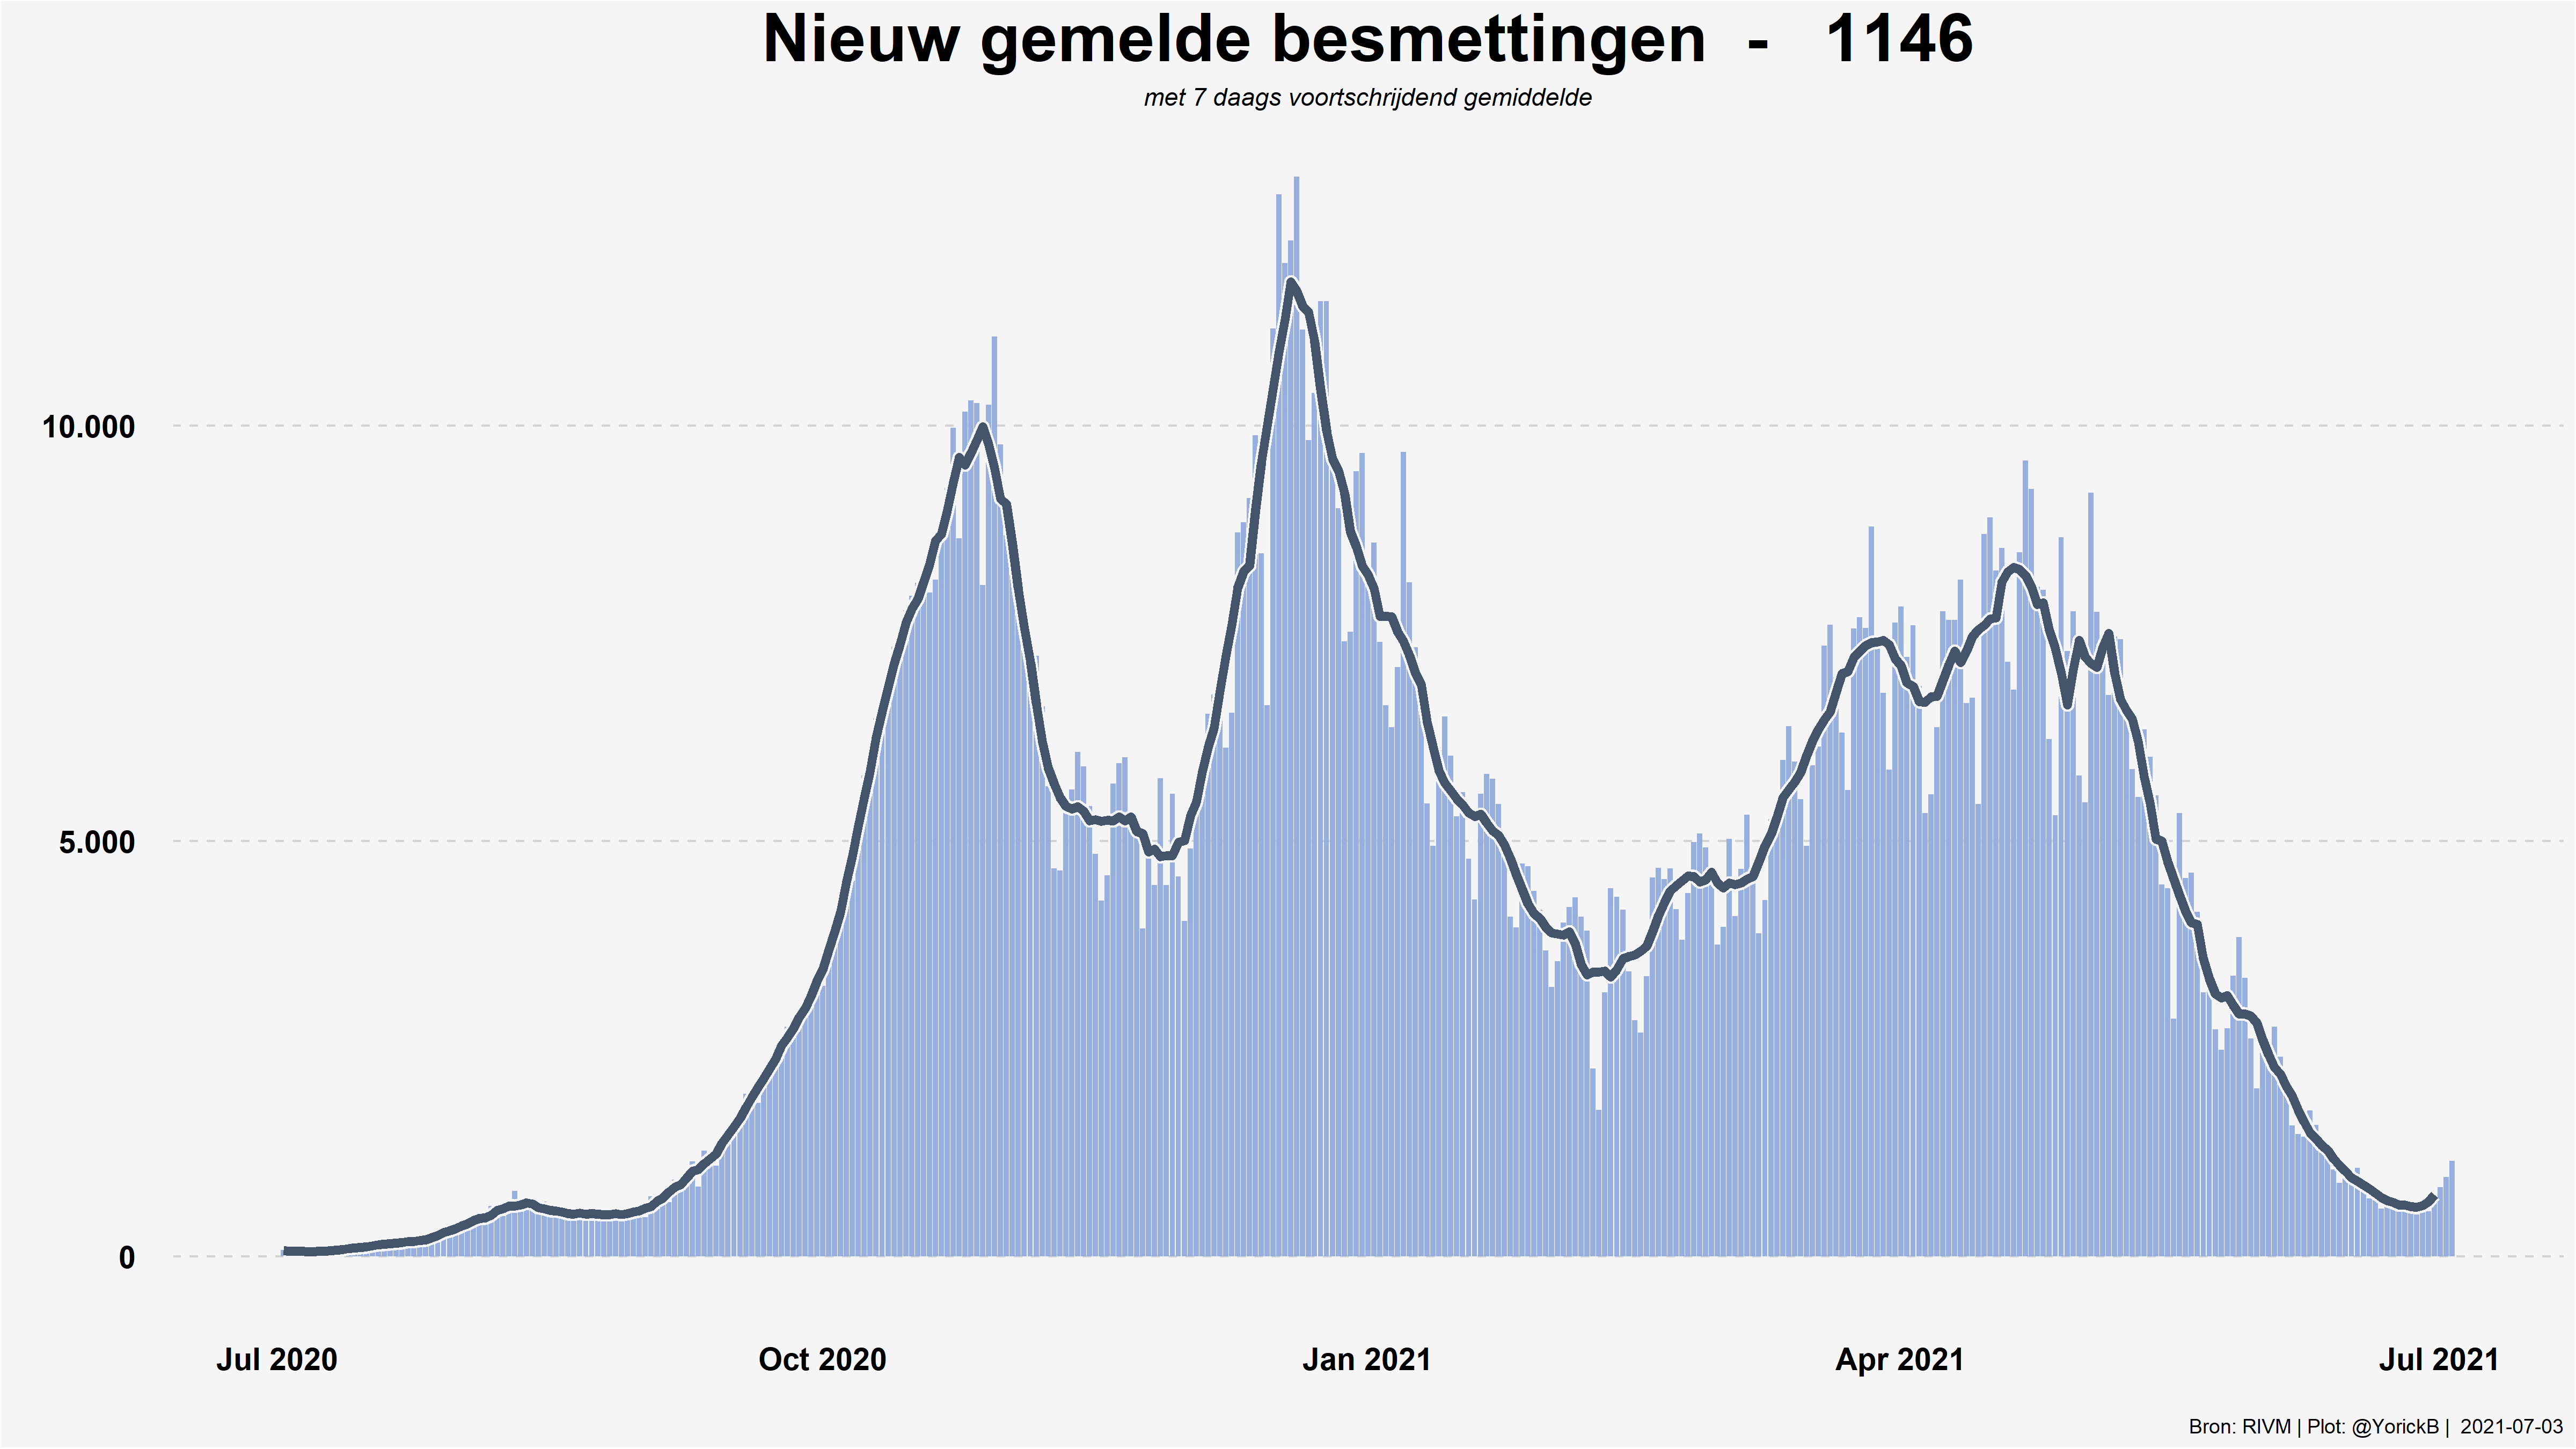 Nieuw gemelde besmettingen - 1146
met 7 daags voortschrijdend gemiddelde
10.000
5.000
0
Jul 2020 Oct 2020 Jan 2021 Apr 2021 Jul 2021
Bron: RIVM | Plot: @YorickB | 2021-07-03